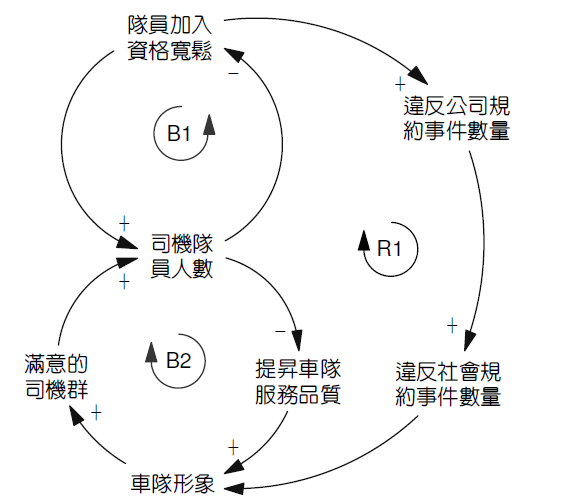 隊員加入
資格寬鬆
−
+
違反公司規
約事件數量
B1
+
司機隊
員人數
+
R1
−
+
滿意的
司機群
B2
提昇車隊
服務品質
違反社會規
約事件數量
+
+
車隊形象